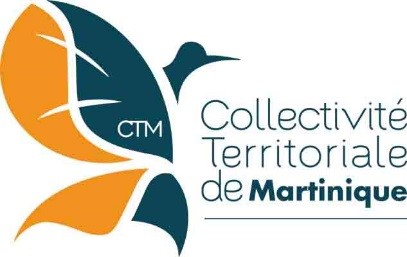 CTM
Collectivité
Territoriale
de Martinique